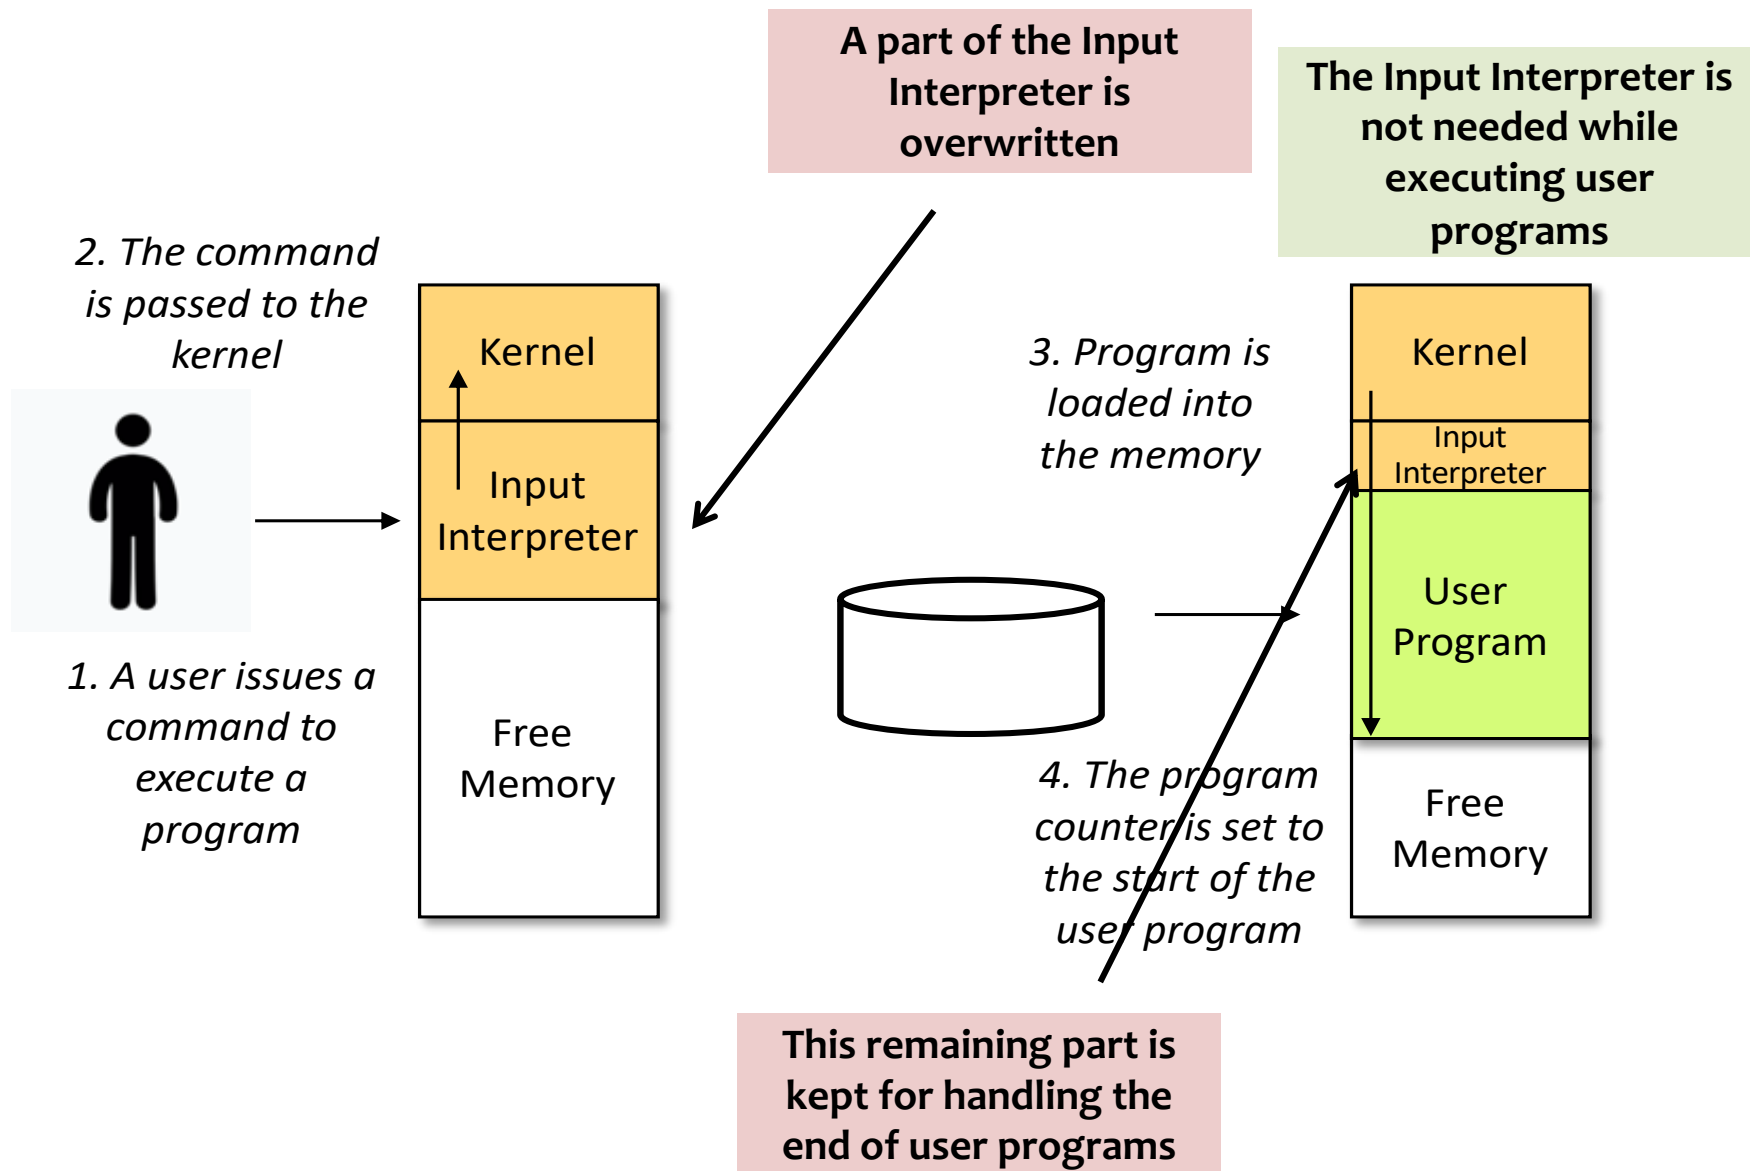 A part of the Input
Interpreter is
overwritten
The Input Interpreter is
not needed while
executing user
programs
2. The command
is passed to the
kernel
Kernel
Input
Interpreter
Free
Memory
1. A user issues a
command to
execute a
program
3. Program is
loaded into
the memory
Kernel
Input
Interpreter
User
Program
Free
Memory
4. The program
counter is set to
the start of the
user program
This remaining part is
kept for handling the
end of user programs